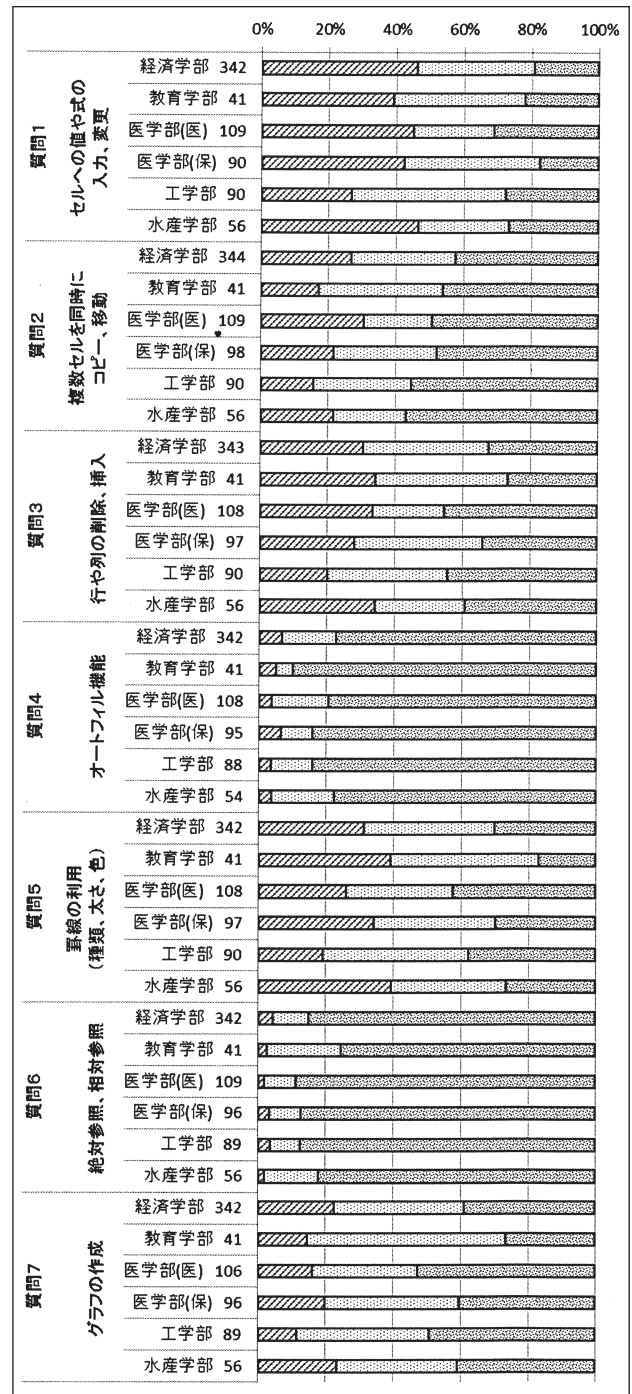 0% 20% 40% 60% 80% 100%
質問1
セルへの値や式の
入力、変更
経済学部 342
教育学部 41
医学部(医) 109
医学部(保) 90
工学部 90
水産学部 56
質問2
複数セルを同時に
コピー、移動
経済学部 344
教育学部 41
医学部(医) 109
医学部(保) 98
工学部 90
水産学部 56
質問3
行や列の削除、挿入
経済学部 343
教育学部 41
医学部(医) 108
医学部(保) 97
工学部 90
水産学部 56
質問4
オートフィル機能
経済学部 342
教育学部 41
医学部(医) 108
医学部(保) 95
工学部 88
水産学部 54
質問5
罫線の利用
(種類、太さ、色)
経済学部 342
教育学部 41
医学部(医) 108
医学部(保) 97
工学部 90
水産学部 56
質問6
絶対参照、相対参照
経済学部 342
教育学部 41
医学部(医) 109
医学部(保) 96
工学部 89
水産学部 56
質問7
グラフの作成
経済学部 342
教育学部 41
医学部(医) 106
医学部(保) 96
工学部 89
水産学部 56